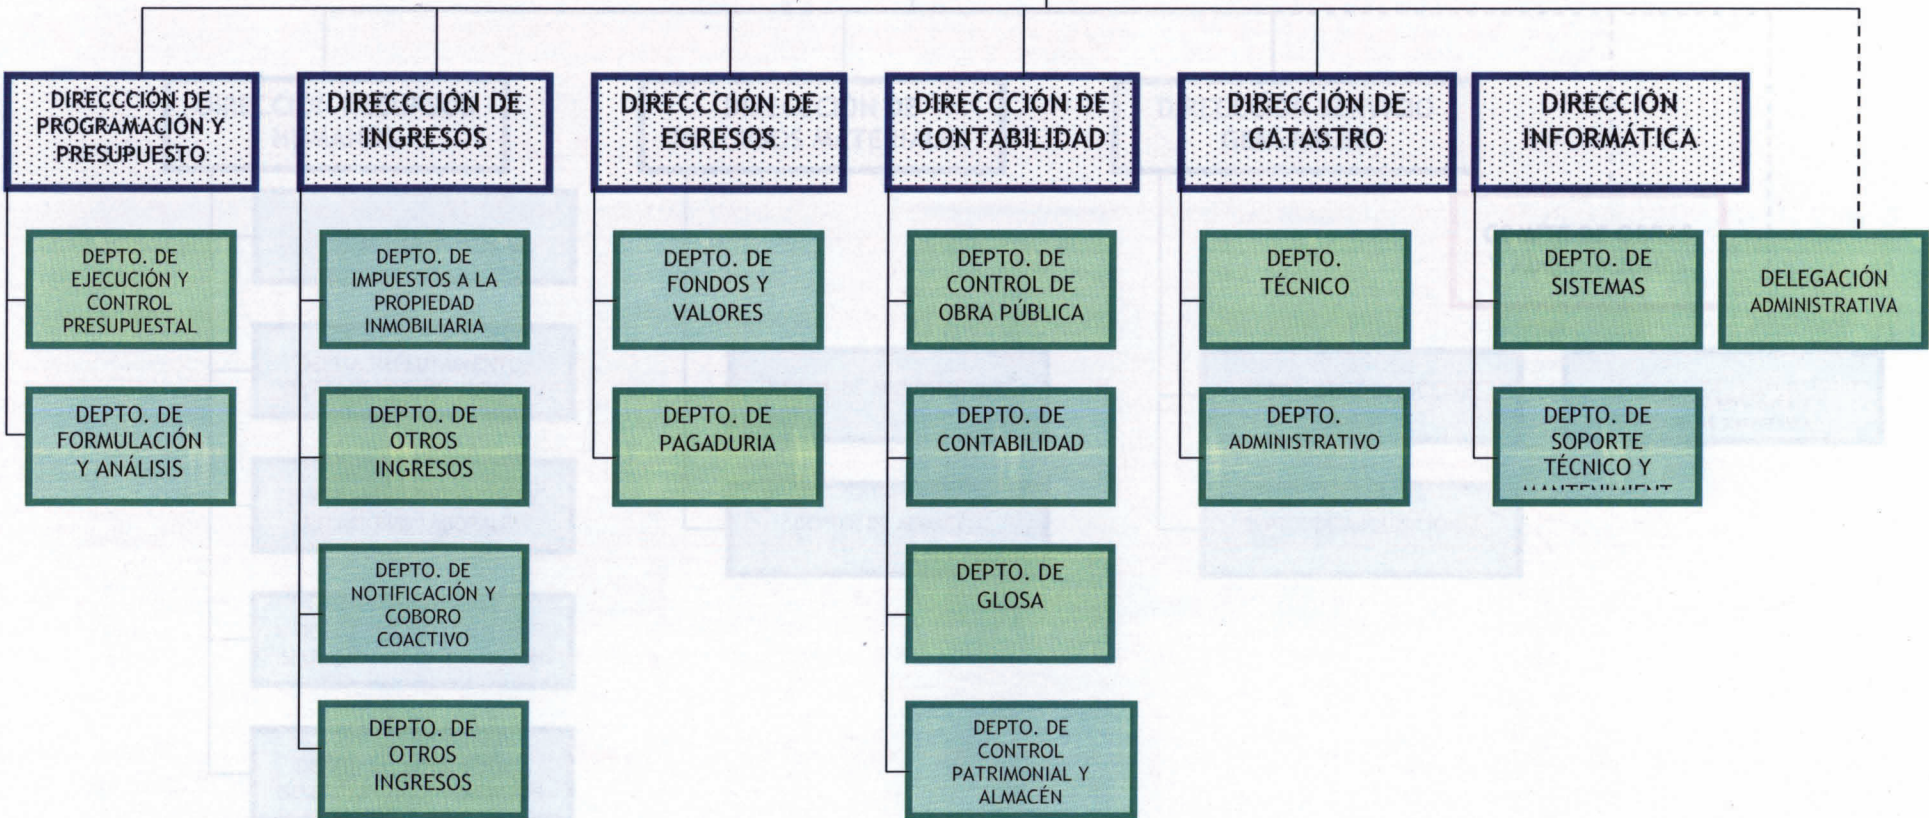 DIRECCCIÓN DE
PROGRAMACIÓN Y
PRESUPUESTO
DIRECCCIÓN DE
INGRESOS
DIRECCCIÓN DE
EGRESOS
DIRECCCIÓN DE
CONTABILIDAD
DIRECCIÓN DE
CATASTRO
DIRECCIÓN
INFORMÁTICA
DEPTO. DE
EJECUCIÓN Y
CONTROL
PRESUPUESTAL
DEPTO. DE
FORMULACIÓN
Y ANÁLISIS
DEPTO. DE
IMPUESTOS A LA
PROPIEDAD
INMOBILIARIA
DEPTO. DE
OTROS
INGRESOS
DEPTO. DE
NOTIFICACIÓN Y
COBORO
COACTIVO
DEPTO. DE
OTROS
INGRESOS
DEPTO. DE
FONDOS Y
VALORES
DEPTO. DE
PAGADURIA
DEPTO. DE
CONTROL DE
OBRA PÚBLICA
DEPTO. DE
CONTABILIDAD
DEPTO. DE
GLOSA
DEPTO. DE
CONTROL
PATRIMONIAL Y
ALMACÉN
DEPTO.
TÉCNICO
DEPTO.
ADMINISTRATIVO
DEPTO. DE
SISTEMAS
DEPTO. DE
SOPORTE
TÉCNICO Y
MANTENIMIENT
DELEGACIÓN
ADMINISTRATIVA